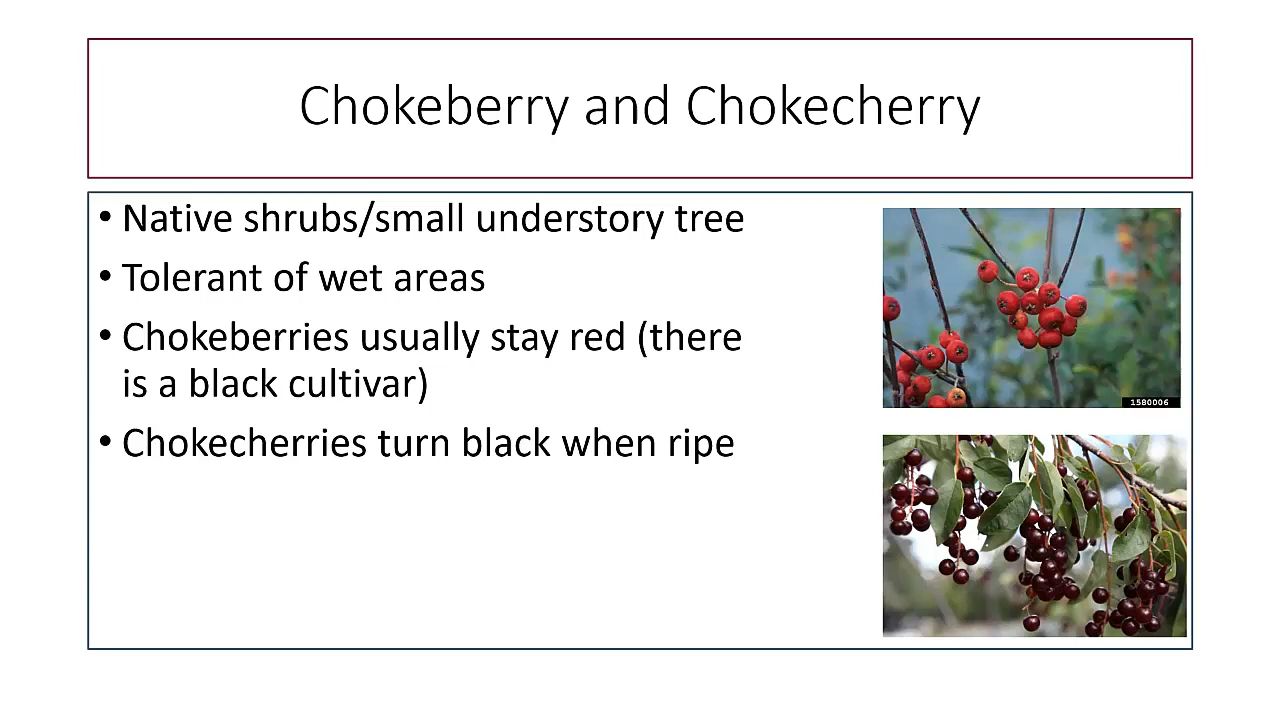 Chokeberry and Chokecherry
• Native shrubs/small understory tree
• Tolerant of wet areas
• Chokeberries usually stay red (there
is a black cultivar)
• Chokecherries turn black when ripe
1580006